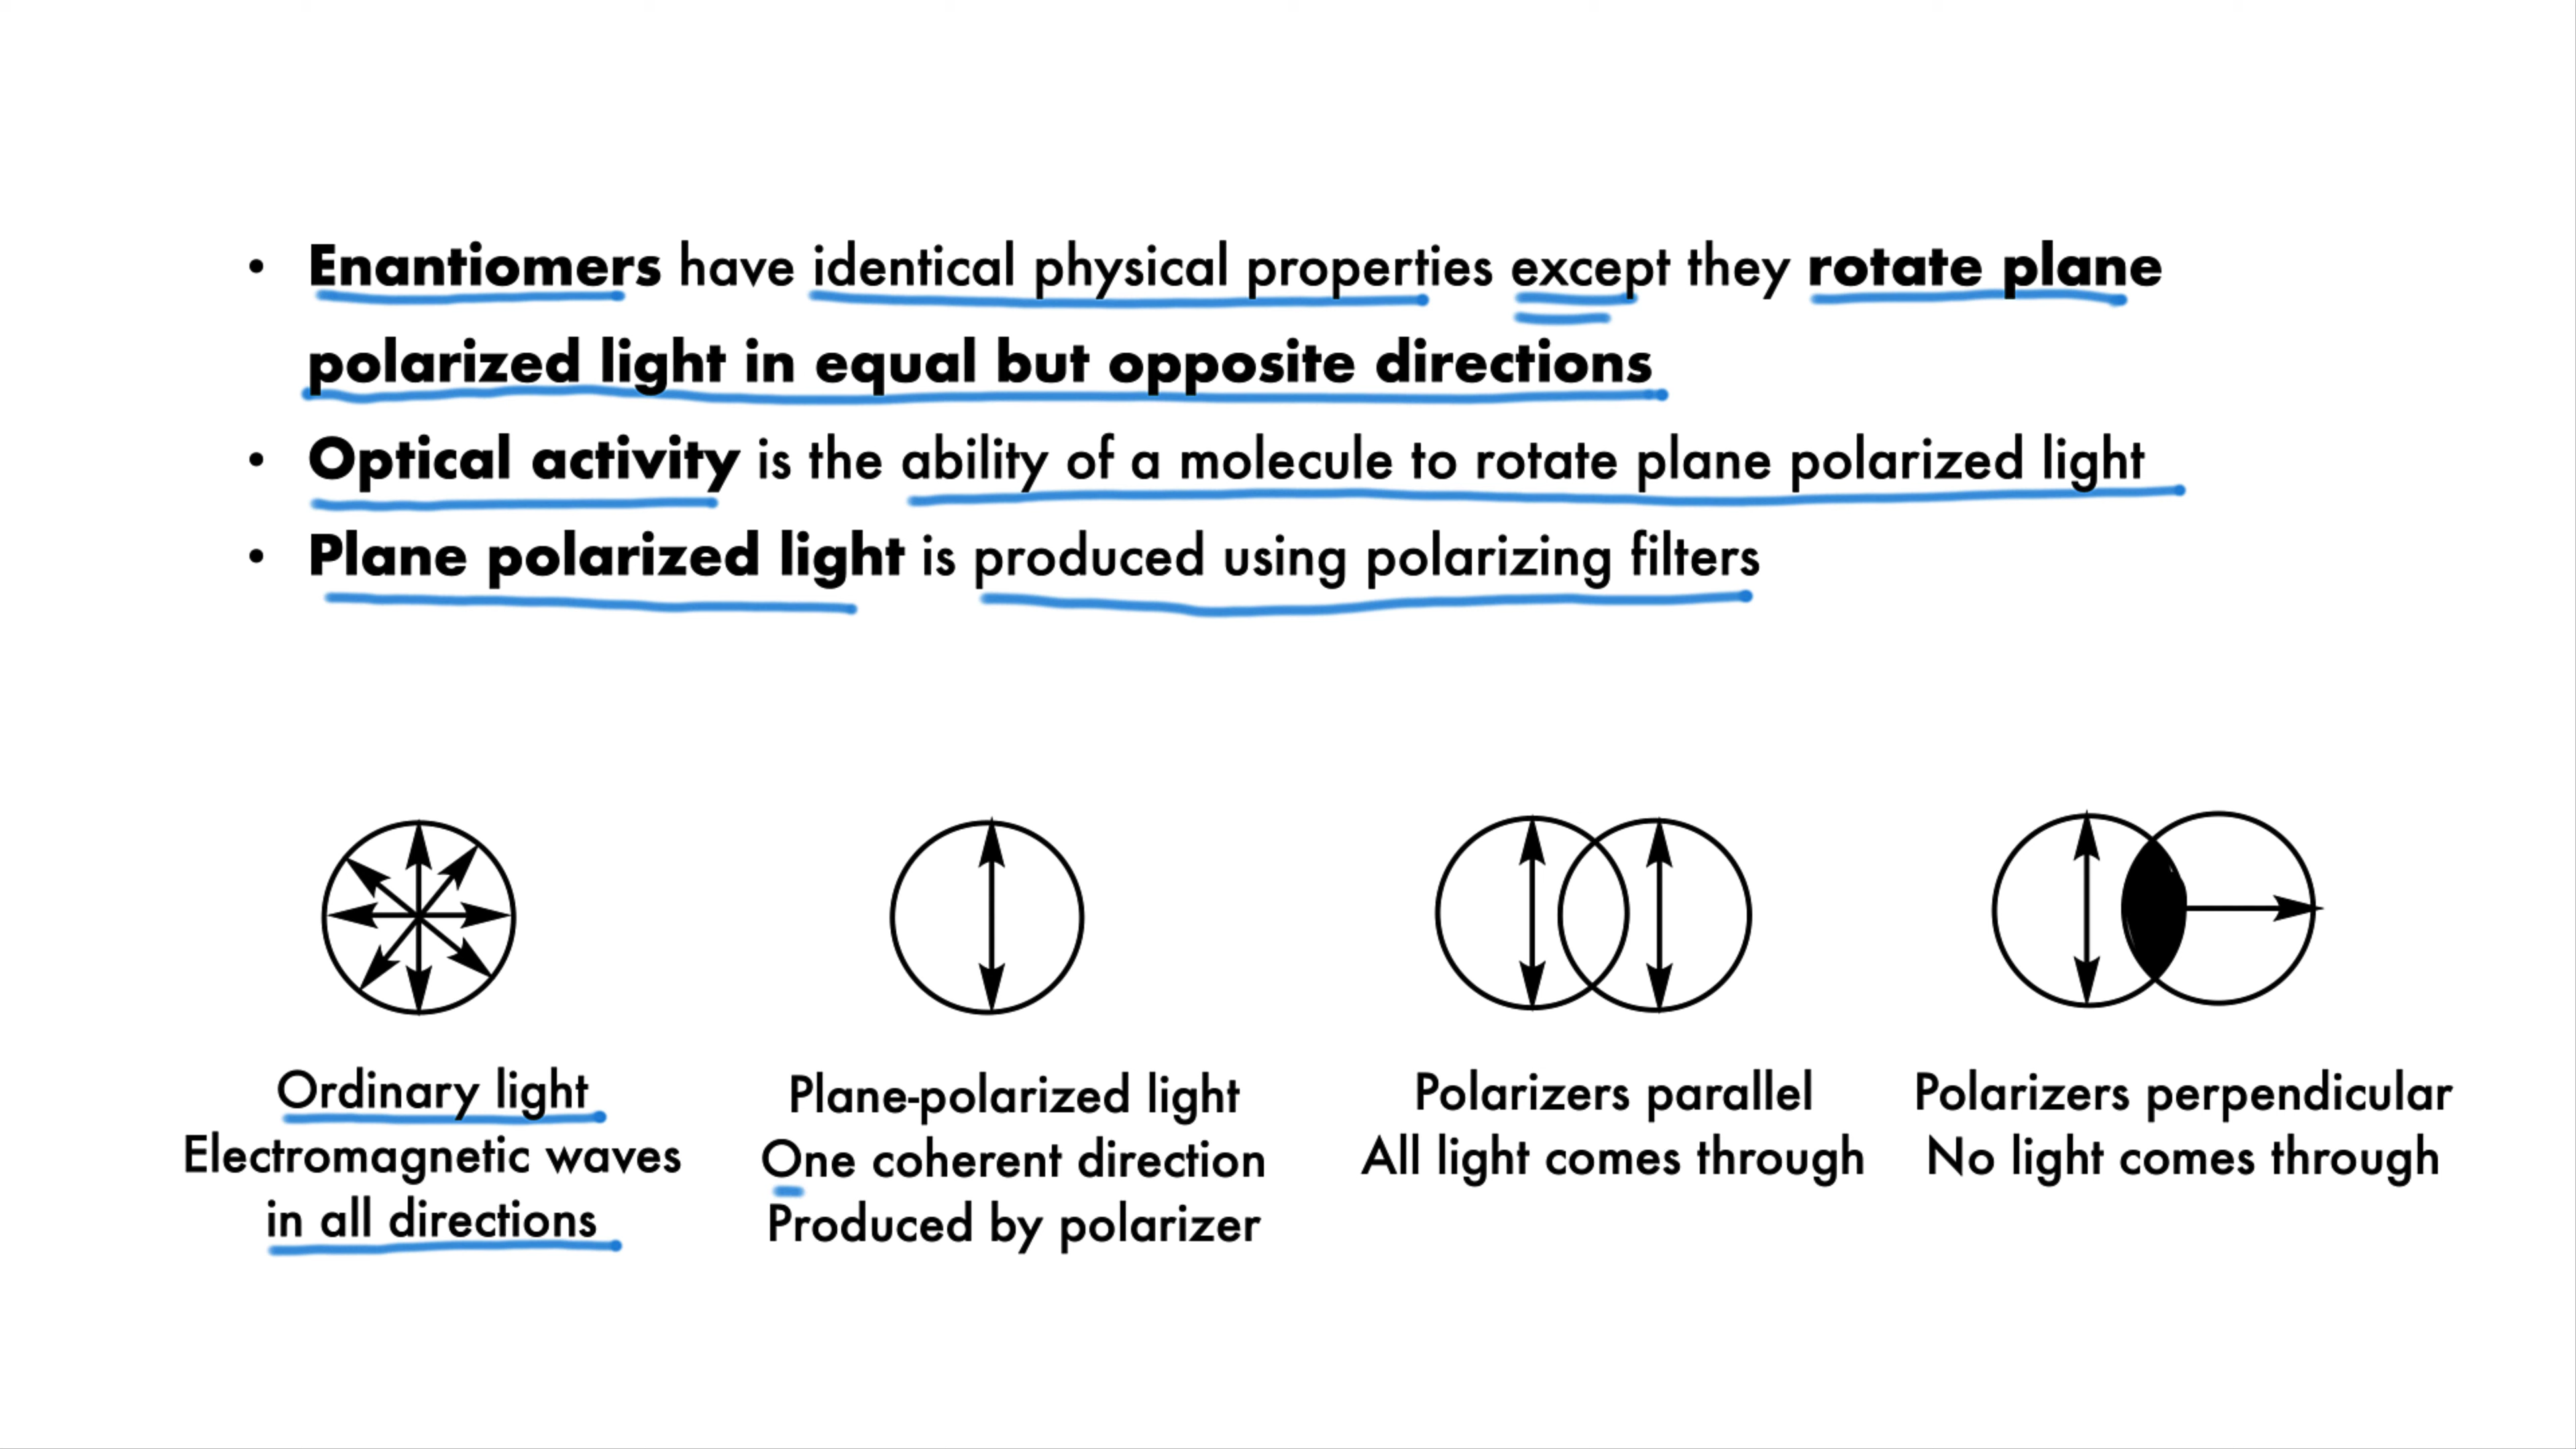 • Enantiomers have identical physical properties except they rotate plane
polarized light in equal but opposite directions
• Optical activity is the ability of a molecule to rotate plane polarized light
• Plane polarized light is produced using polarizing filters
Ordinary light
Electromagnetic waves
in all directions
Plane-polarized light
One coherent direction
Produced by polarizer
Polarizers parallel
All light comes through
Polarizers perpendicular
No light comes through